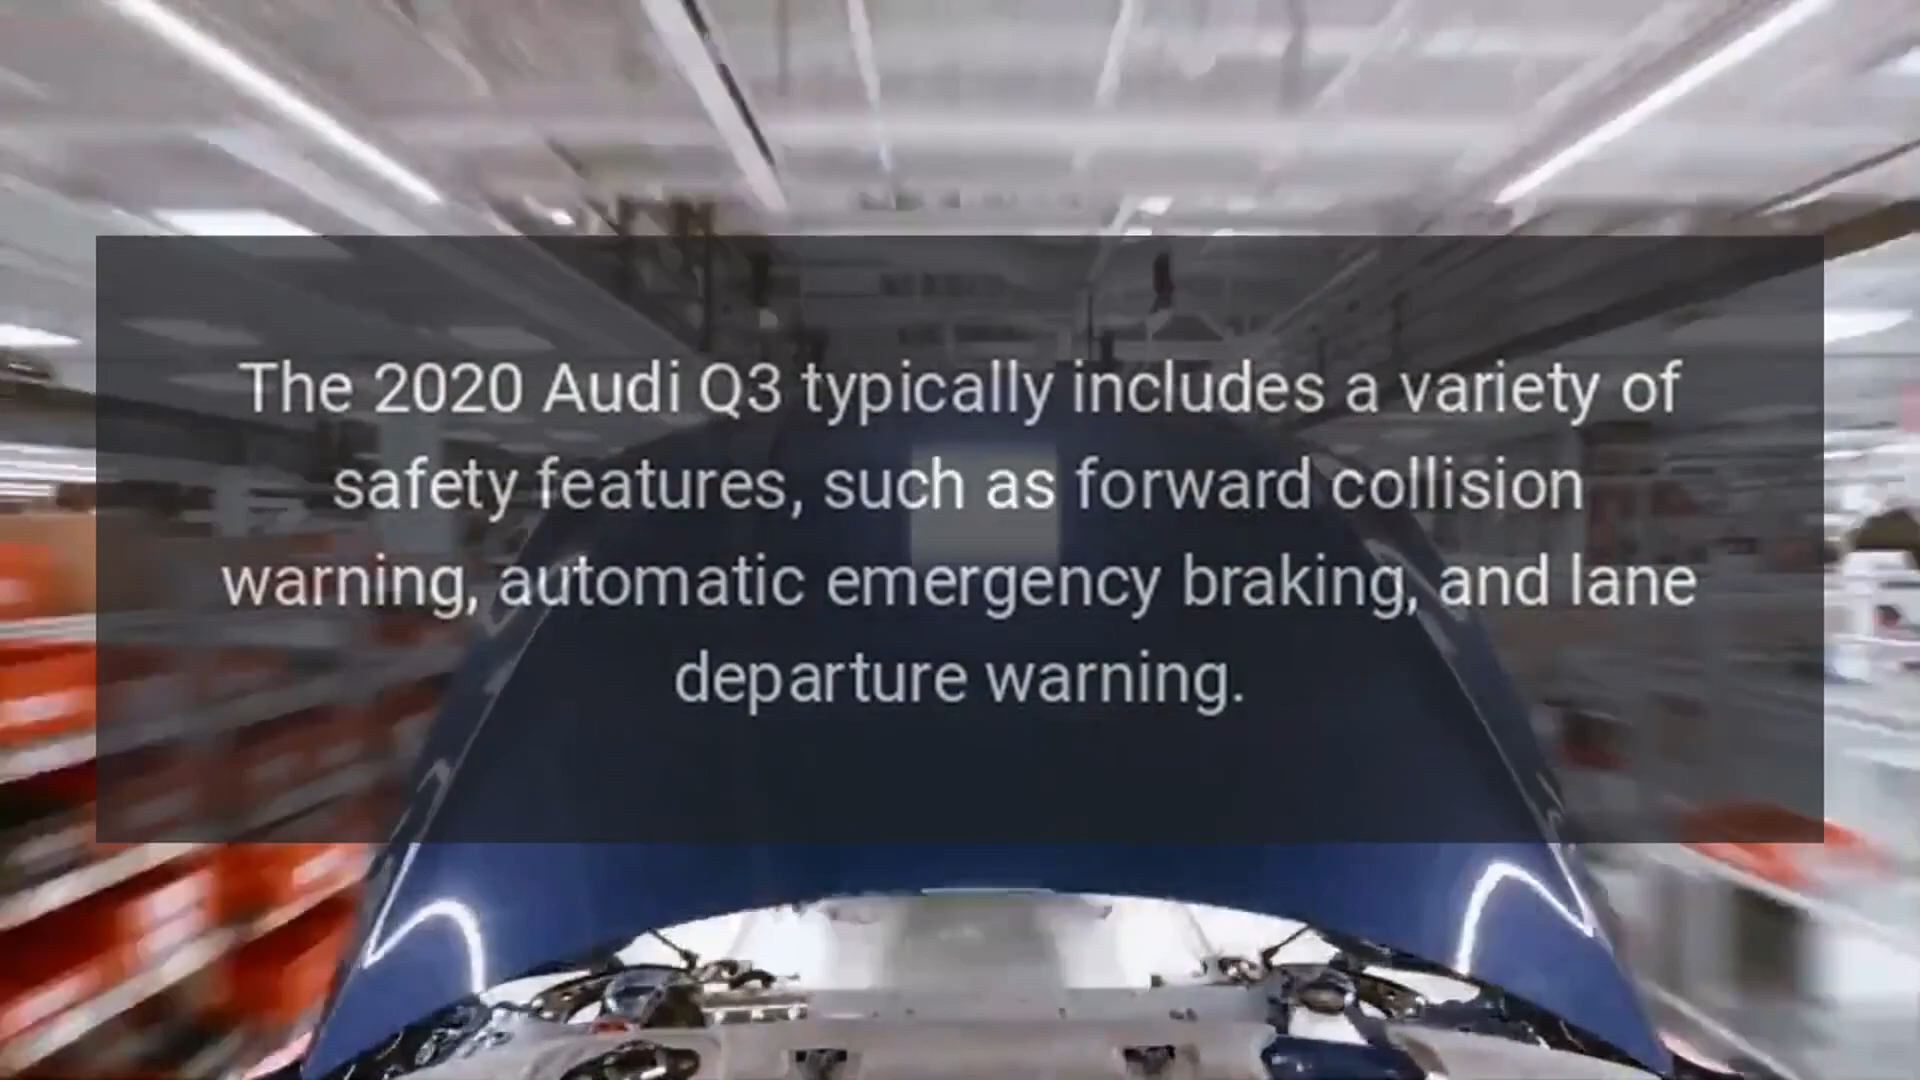 The 2020 Audi Q3 typically includes a variety of
safety features, such as forward collision
warning, automatic emergency braking, and lane
departure warning.